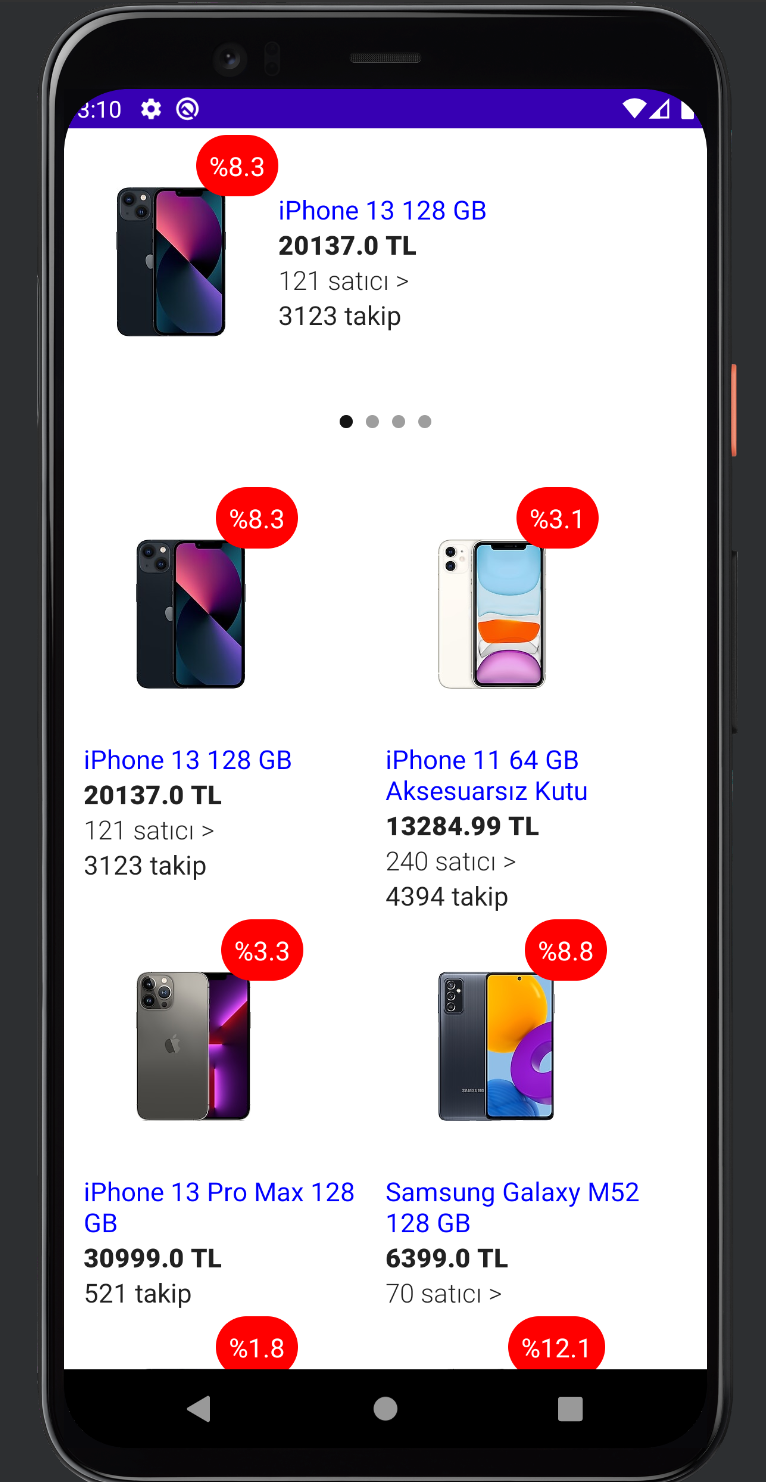 3:10
%8.3
iPhone 13 128 GB
20137.0 TL
121 satıcı >
3123 takip
%8.3
%3.1
iPhone 13 128 GB
20137.0 TL
121 satıcı >
3123 takip
iPhone 11 64 GB
Aksesuarsız Kutu
13284.99 TL
240 satıcı >
4394 takip
%3.3
%8.8
SAMSUNG
iPhone 13 Pro Max 128
GB
30999.0 TL
521 takip
Samsung Galaxy M52
128 GB
6399.0 TL
70 satıcı >
%1.8
%12.1